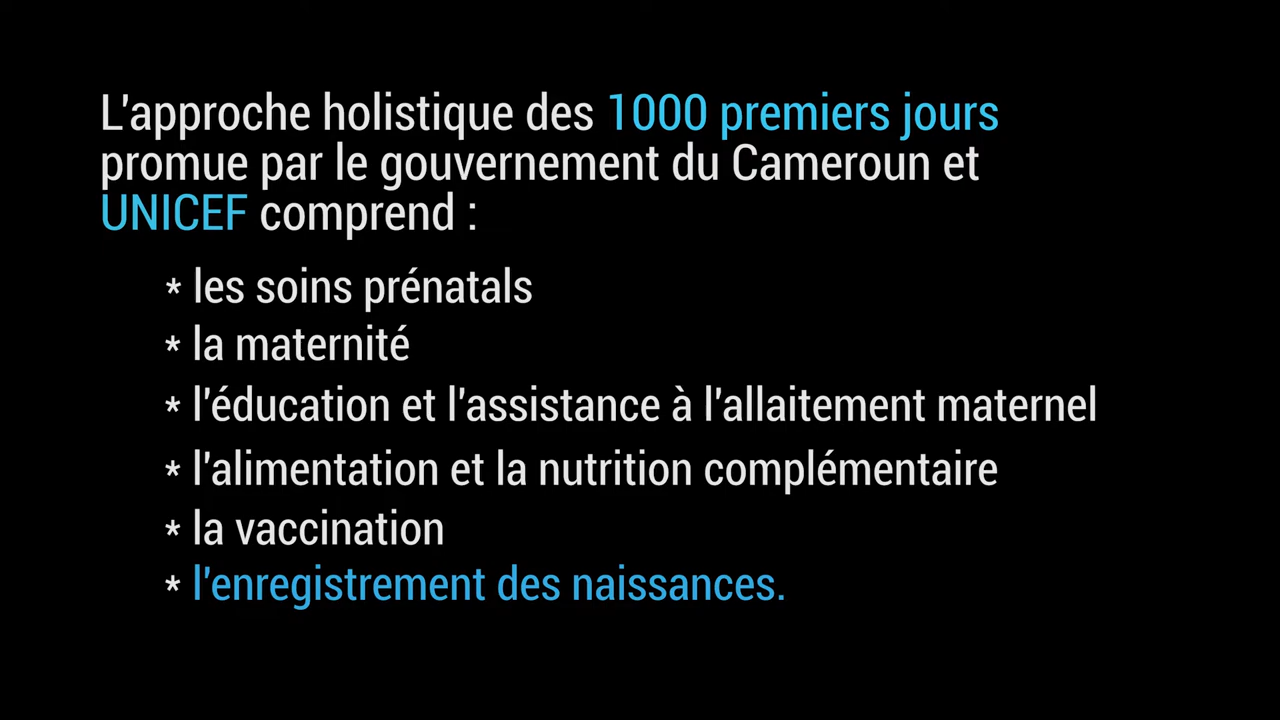 L'approche holistique des 1000 premiers jours
promue par le gouvernement du Cameroun et
UNICEF comprend :
* les soins prénatals
* la maternité
* l'éducation et l'assistance à l'allaitement maternel
* l'alimentation et la nutrition complémentaire
* la vaccination
* l'enregistrement des naissances.